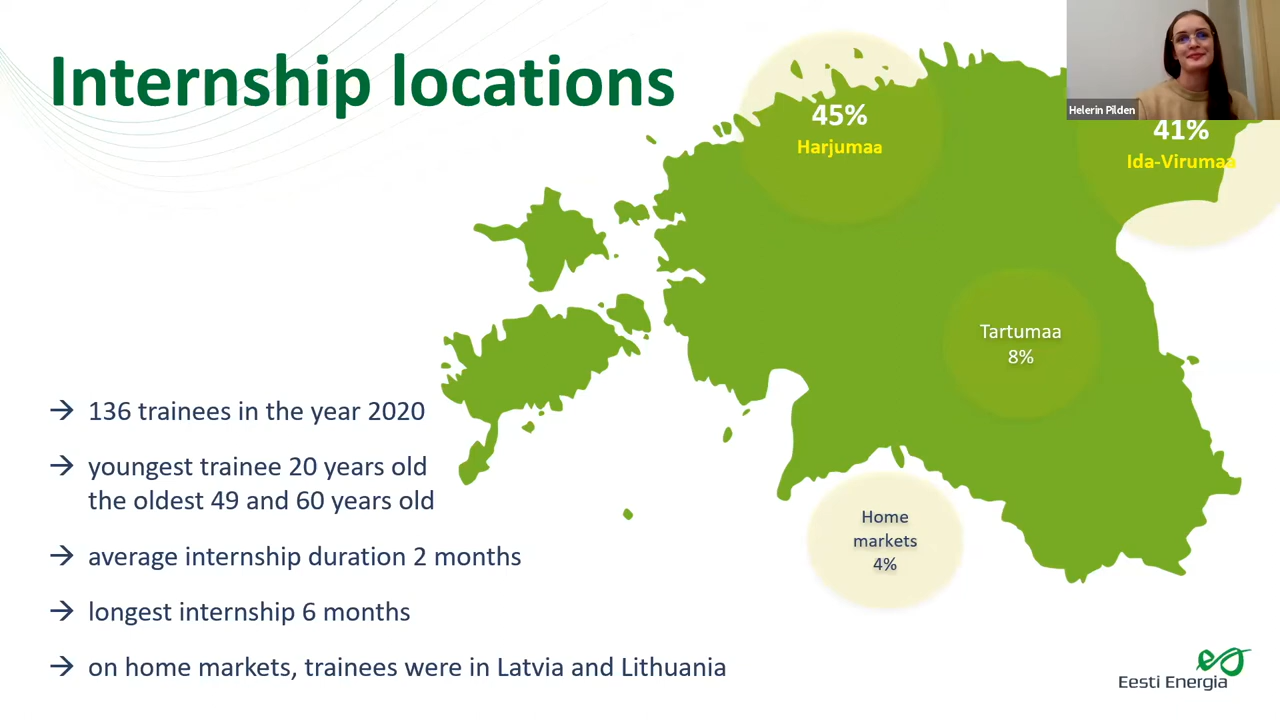 Internship locations
Helerin Pilden
45%
Harjumaa
41%
Ida-Virumaa
Tartumaa
8%
Home
markets
4%
→ 136 trainees in the year 2020
→ youngest trainee 20 years old
the oldest 49 and 60 years old
→ average internship duration 2 months
→ longest internship 6 months
→ on home markets, trainees were in Latvia and Lithuania
Eesti Energia